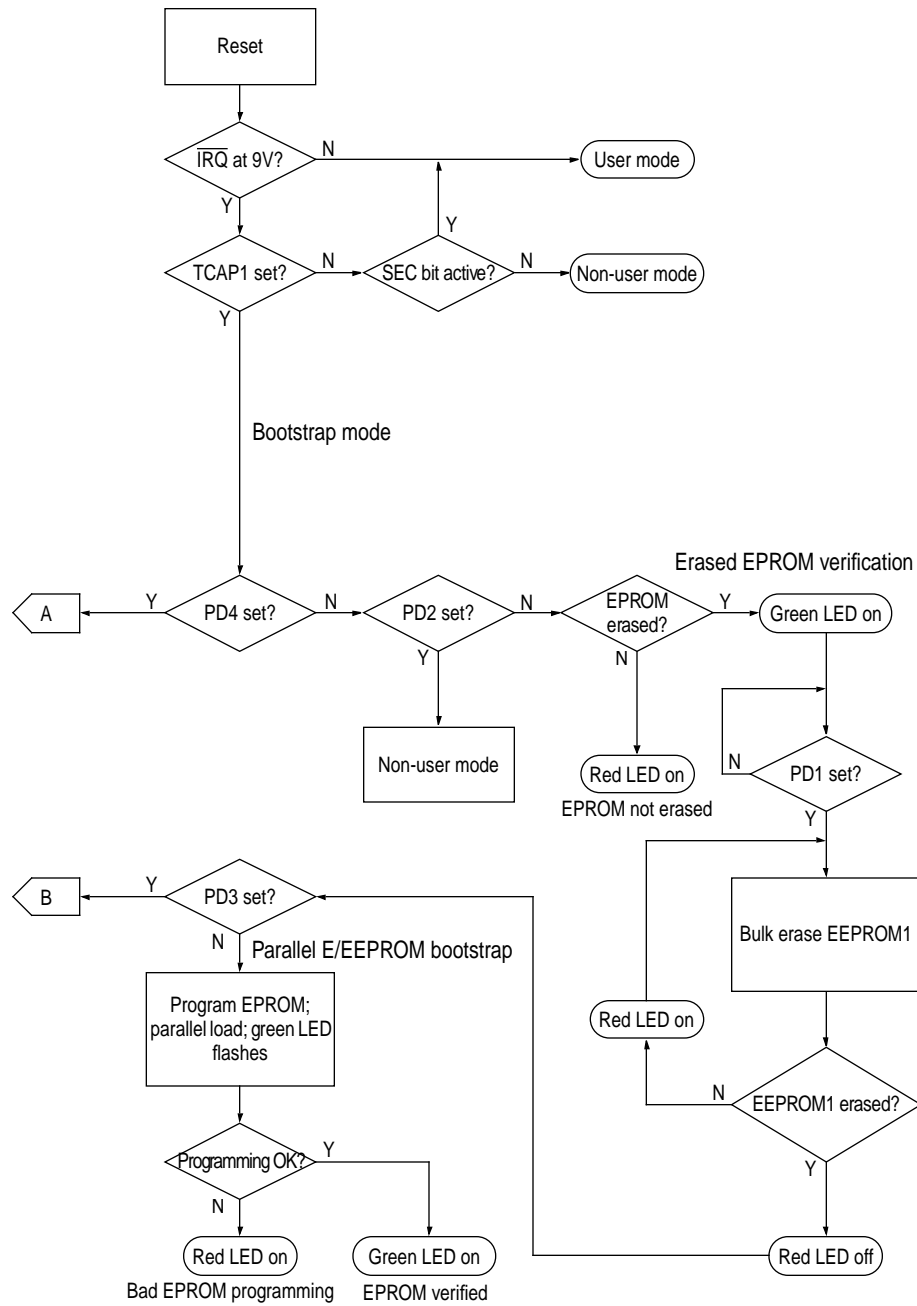 Reset
IRQ at 9V?
N
User mode
Y
Y
TCAP1 set?
N
SEC bit active?
N
Non-user mode
Y
Bootstrap mode
Erased EPROM verification
A
Y
PD4 set?
N
PD2 set?
N
EPROM
erased?
Y
Green LED on
Y
N
Non-user mode
Red LED on
EPROM not erased
N
PD1 set?
Y
B
Y
PD3 set?
N
Parallel E/EEPROM bootstrap
Bulk erase EEPROM1
Program EPROM;
parallel load; green LED
flashes
Red LED on
N
EEPROM1 erased?
Y
Programming OK?
Y
N
Red LED on
Bad EPROM programming
Green LED on
EPROM verified
Red LED off